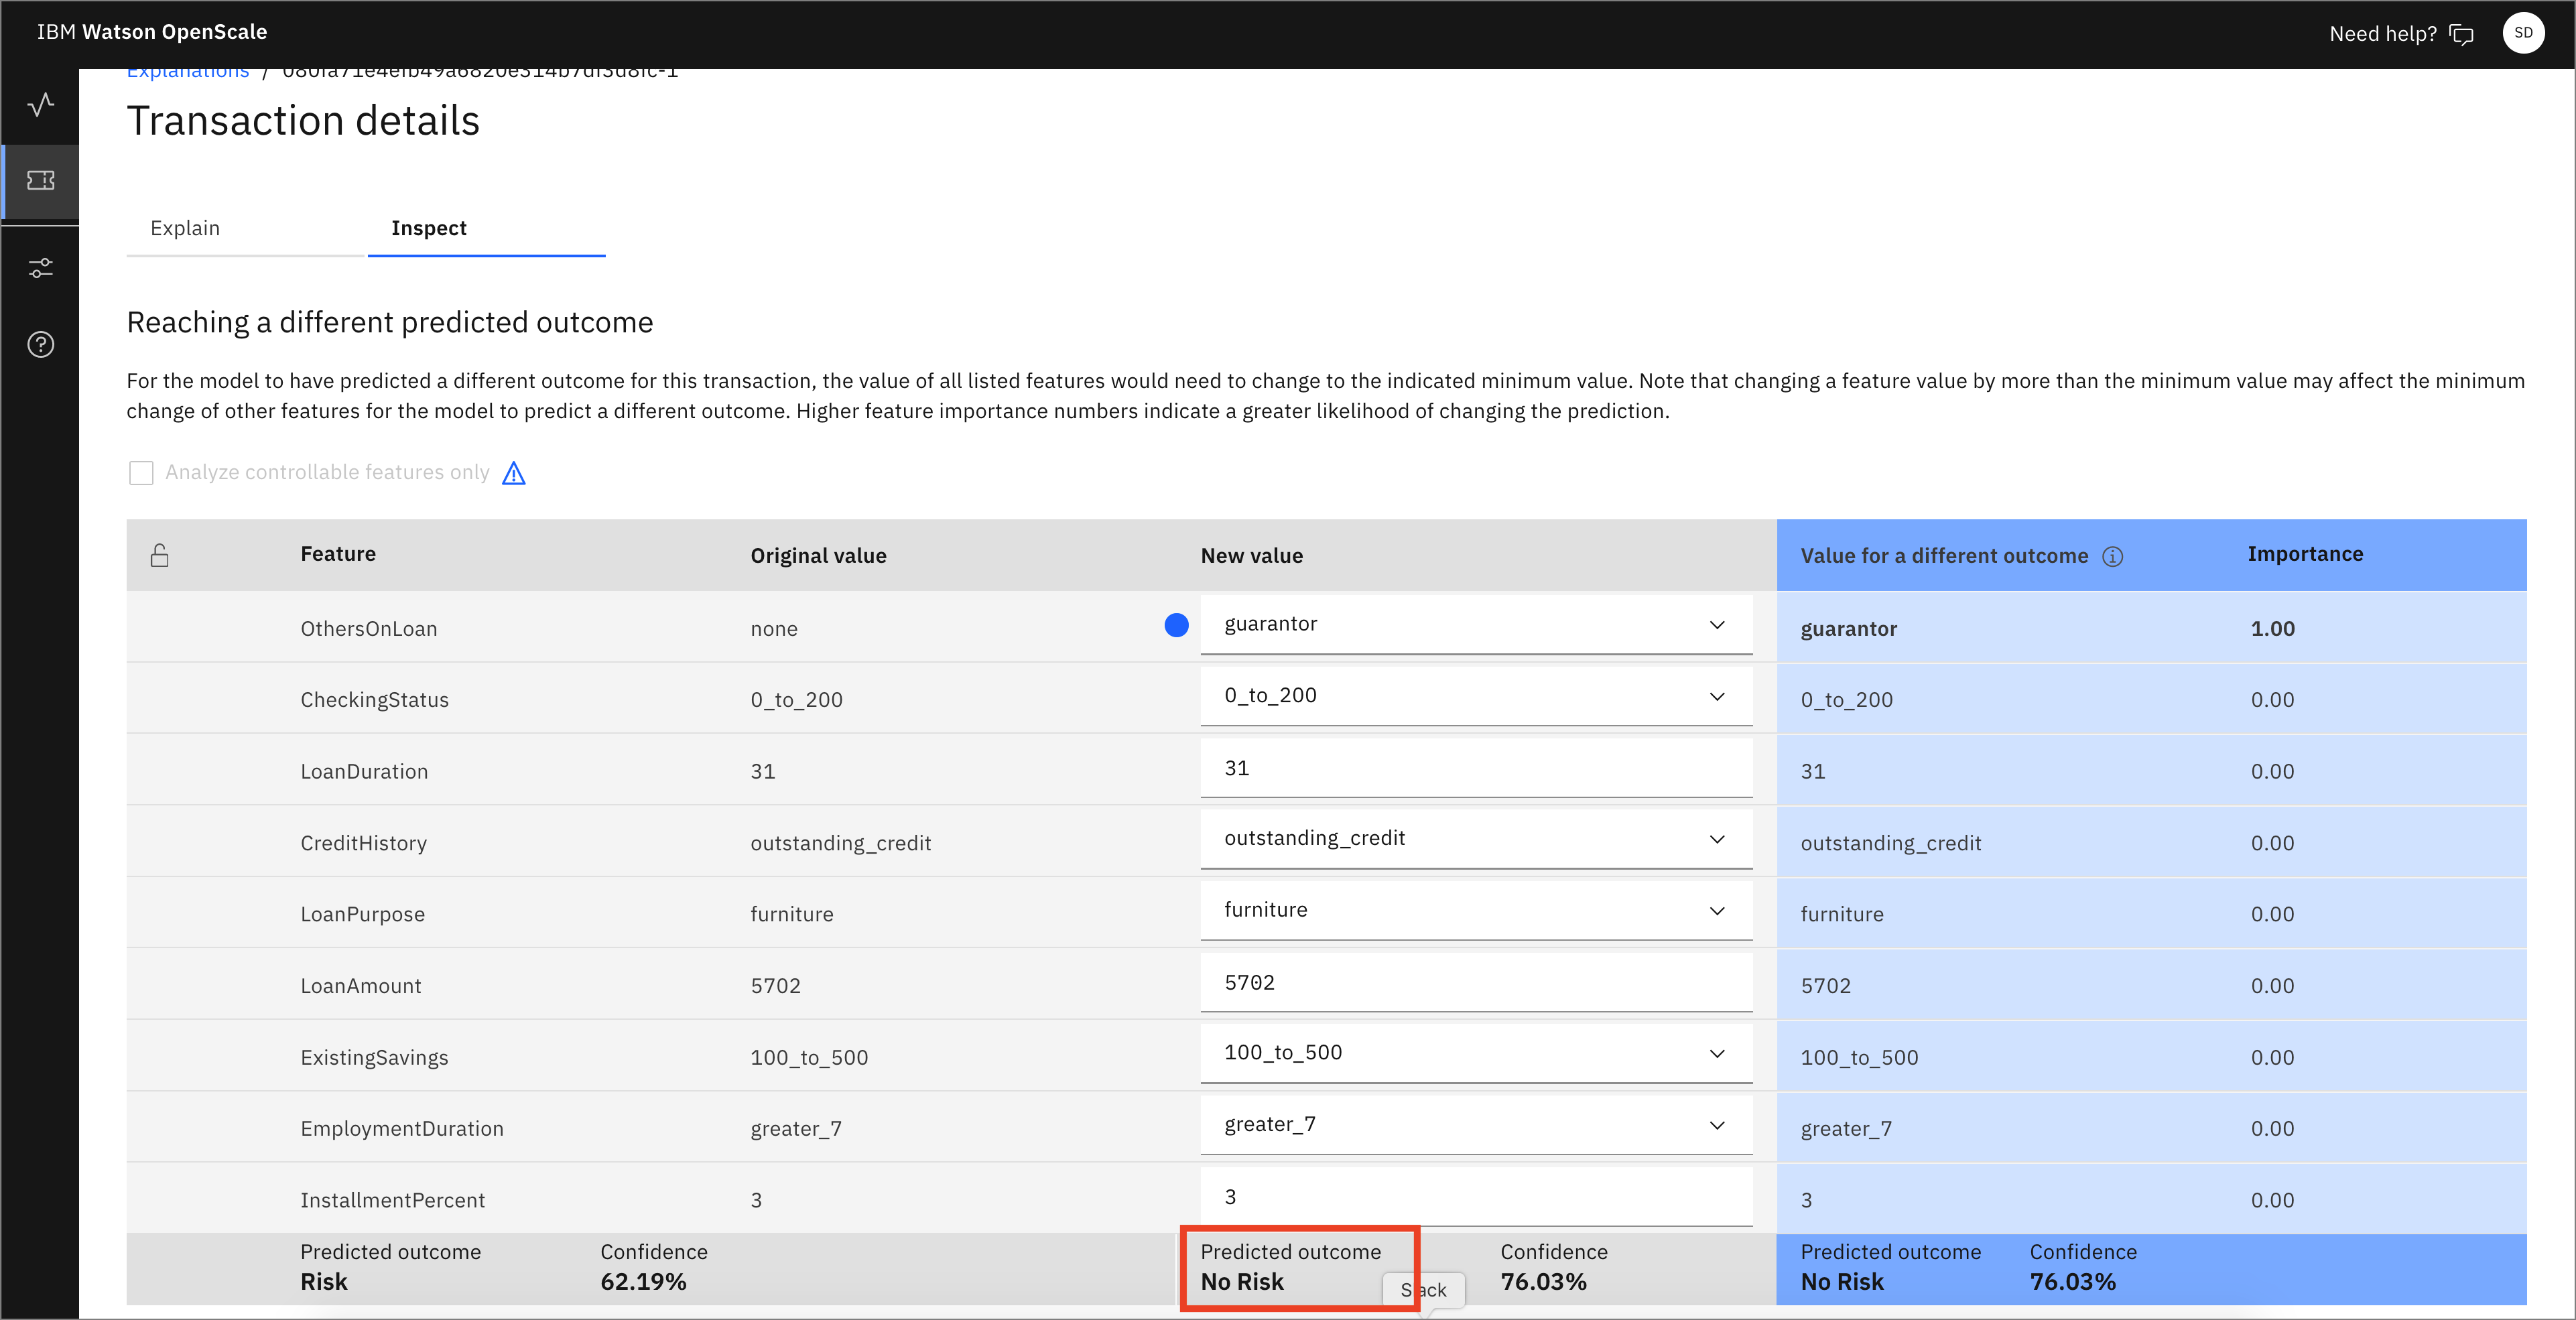 IBM Watson OpenScale
Need help?
SD
Explanations / 080fa71e4efb49a6820e314b7df3d8fc-1
Transaction details
Explain
Inspect
Reaching a different predicted outcome
For the model to have predicted a different outcome for this transaction, the value of all listed features would need to change to the indicated minimum value. Note that changing a feature value by more than the minimum value may affect the minimum
change of other features for the model to predict a different outcome. Higher feature importance numbers indicate a greater likelihood of changing the prediction.
Analyze controllable features only
Feature Original value New value Value for a different outcome Importance
OthersOnLoan none guarantor guarantor 1.00
CheckingStatus 0_to_200 0_to_200 0_to_200 0.00
LoanDuration 31 31 31 0.00
CreditHistory outstanding_credit outstanding_credit outstanding_credit 0.00
LoanPurpose furniture furniture furniture 0.00
LoanAmount 5702 5702 5702 0.00
ExistingSavings 100_to_500 100_to_500 100_to_500 0.00
EmploymentDuration greater_7 greater_7 greater_7 0.00
InstallmentPercent 3 3 3 0.00
Predicted outcome Confidence Predicted outcome Confidence Predicted outcome Confidence
Risk 62.19% No Risk 76.03% No Risk 76.03%
Slack